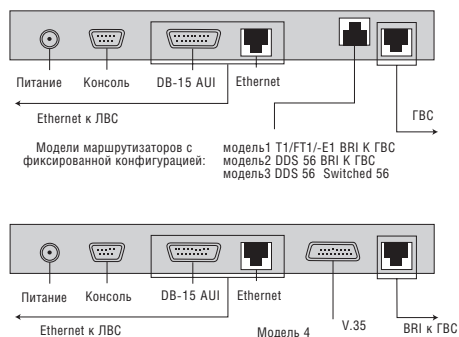 Питание Консоль DB-15 AUI Ethernet
Ethernet к ЛВС
ГВС
Модели маршрутизаторов с
фиксированной конфигурацией:
модель1 T1/FT1/-E1 BRI К ГВС
модель2 DDS 56 BRI К ГВС
модель3 DDS 56 Switched 56
Питание Консоль DB-15 AUI Ethernet
Ethernet к ЛВС
Модель 4
V.35
BRI к ГВС